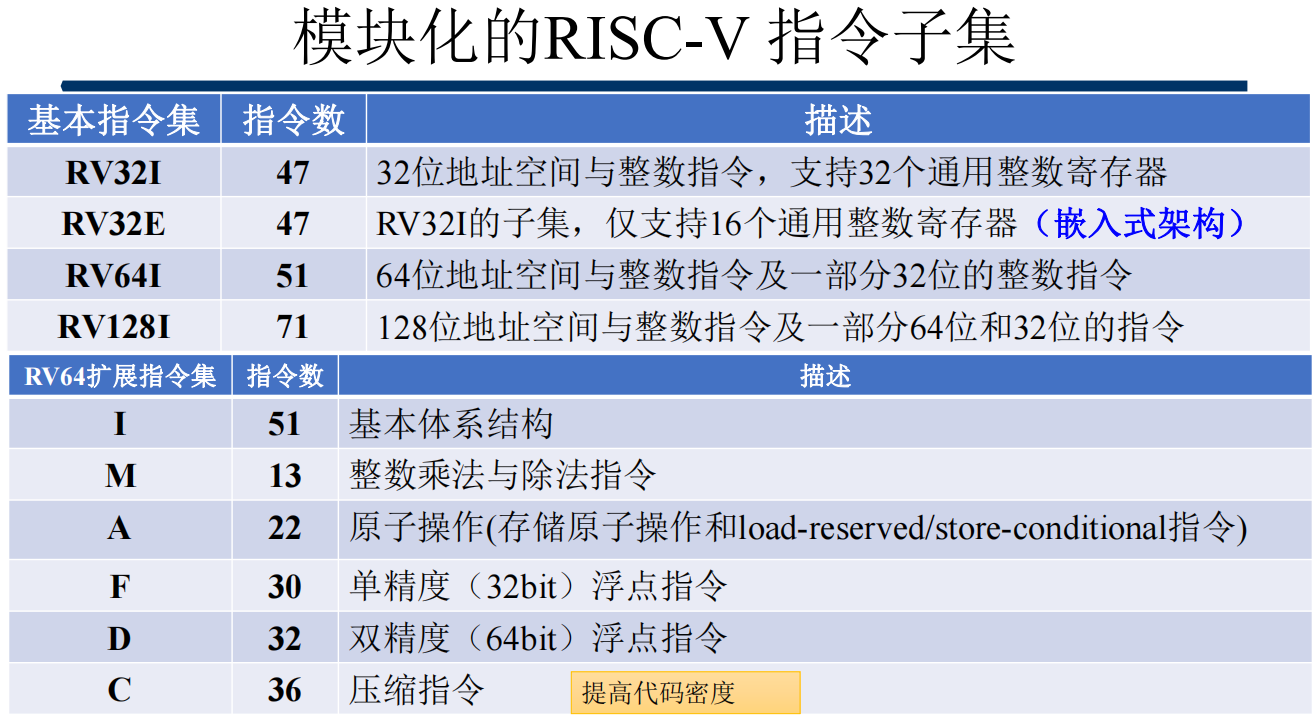 模块化的RISC-V 指令子集
基本指令集 指令数 描述
RV32I 47 32位地址空间与整数指令，支持32个通用整数寄存器
RV32E 47 RV32I的子集，仅支持16个通用整数寄存器（嵌入式架构）
RV64I 51 64位地址空间与整数指令及一部分32位的整数指令
RV128I 71 128位地址空间与整数指令及一部分64位和32位的指令
RV64扩展指令集 指令数 描述
I 51 基本体系结构
M 13 整数乘法与除法指令
A 22 原子操作(存储原子操作和load-reserved/store-conditional指令)
F 30 单精度（32bit）浮点指令
D 32 双精度（64bit）浮点指令
C 36 压缩指令 提高代码密度